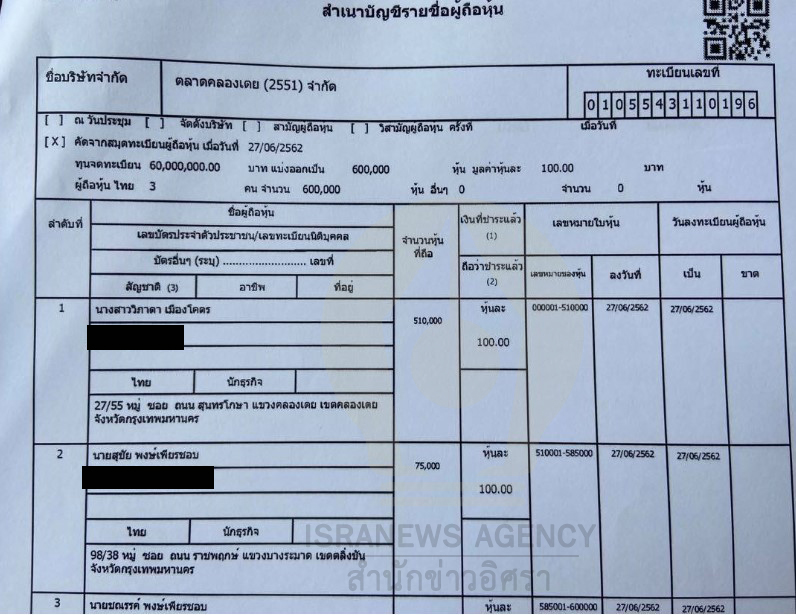 สำเนาบัญชีรายชื่อผู้ถือหุ้น
ชื่อบริษัทจำกัด ตลาดคลองเตย (2551) จำกัด ทะเบียนเลขที่
0105543110196
[ ] ณ วันประชุม [ ] จัดตั้งบริษัท [ ] สามัญผู้ถือหุ้น [ ] วิสามัญผู้ถือหุ้น ครั้งที่ เมื่อวันที่
[X] คัดจากสมุดทะเบียนผู้ถือหุ้น เมื่อวันที่ 27/06/2562
ทุนจดทะเบียน 60,000,000.00 บาท แบ่งออกเป็น 600,000 หุ้น มูลค่าหุ้นละ 100.00 บาท
ผู้ถือหุ้น ไทย 3 คน จำนวน 600,000 หุ้น อื่นๆ 0 จำนวน 0 หุ้น
ลำดับที่ ชื่อผู้ถือหุ้น จำนวนหุ้นที่ถือ เงินที่ชำระแล้ว (1) เลขหมายใบหุ้น วันลงทะเบียนผู้ถือหุ้น
เลขบัตรประจำตัวประชาชน/เลขทะเบียนนิติบุคคล
บัตรอื่นๆ (ระบุ) .......................... เลขที่ ถือว่าชำระแล้ว (2) เลขหมายของหุ้น ลงวันที่ เป็น ขาด
สัญชาติ (3) อาชีพ ที่อยู่
1 นางสาววิภาดา เมืองโคตร 510,000 หุ้นละ 000001-510000 27/06/2562 27/06/2562
100.00
ไทย นักธุรกิจ
27/55 หมู่ ซอย ถนน สุนทรโกษา แขวงคลองเตย เขตคลองเตย
จังหวัดกรุงเทพมหานคร
2 นายสุชัย พงษ์เพียรชอบ 75,000 หุ้นละ 510001-585000 27/06/2562 27/06/2562
100.00
ไทย นักธุรกิจ
ISRANEWS AGENCY
98/38 หมู่ ซอย ถนน ราชพฤกษ์ แขวงบางระมาด เขตตลิ่งชัน
จังหวัดกรุงเทพมหานคร
สำนักข่าวอิศรา
3 นายชณรรค์ พงษ์เพียรชอบ หุ้นละ 585001-600000 27/06/2562 27/06/2562